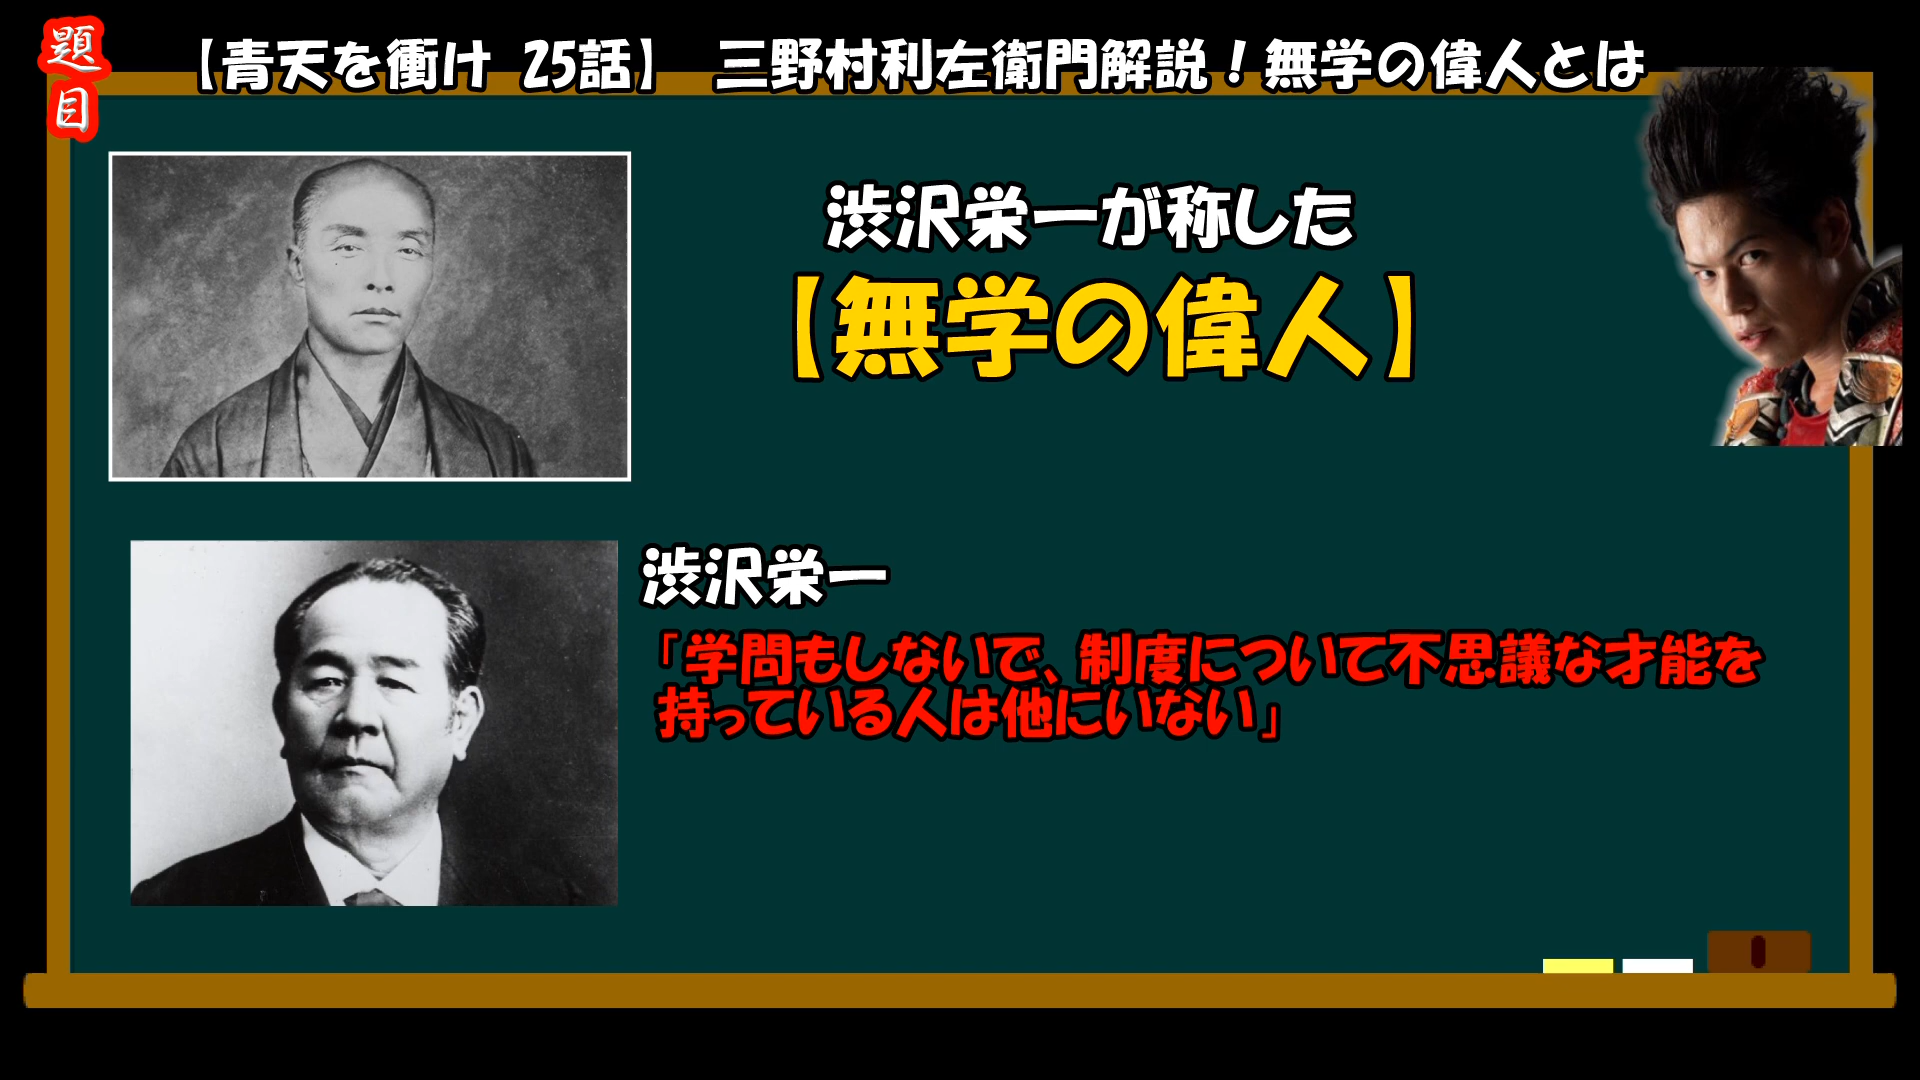 題目
【青天を衝け 25話】 三野村利左衛門解説！無学の偉人とは
渋沢栄一が称した
【無学の偉人】
渋沢栄一
「学問もしないで、制度について不思議な才能を
持っている人は他にいない」